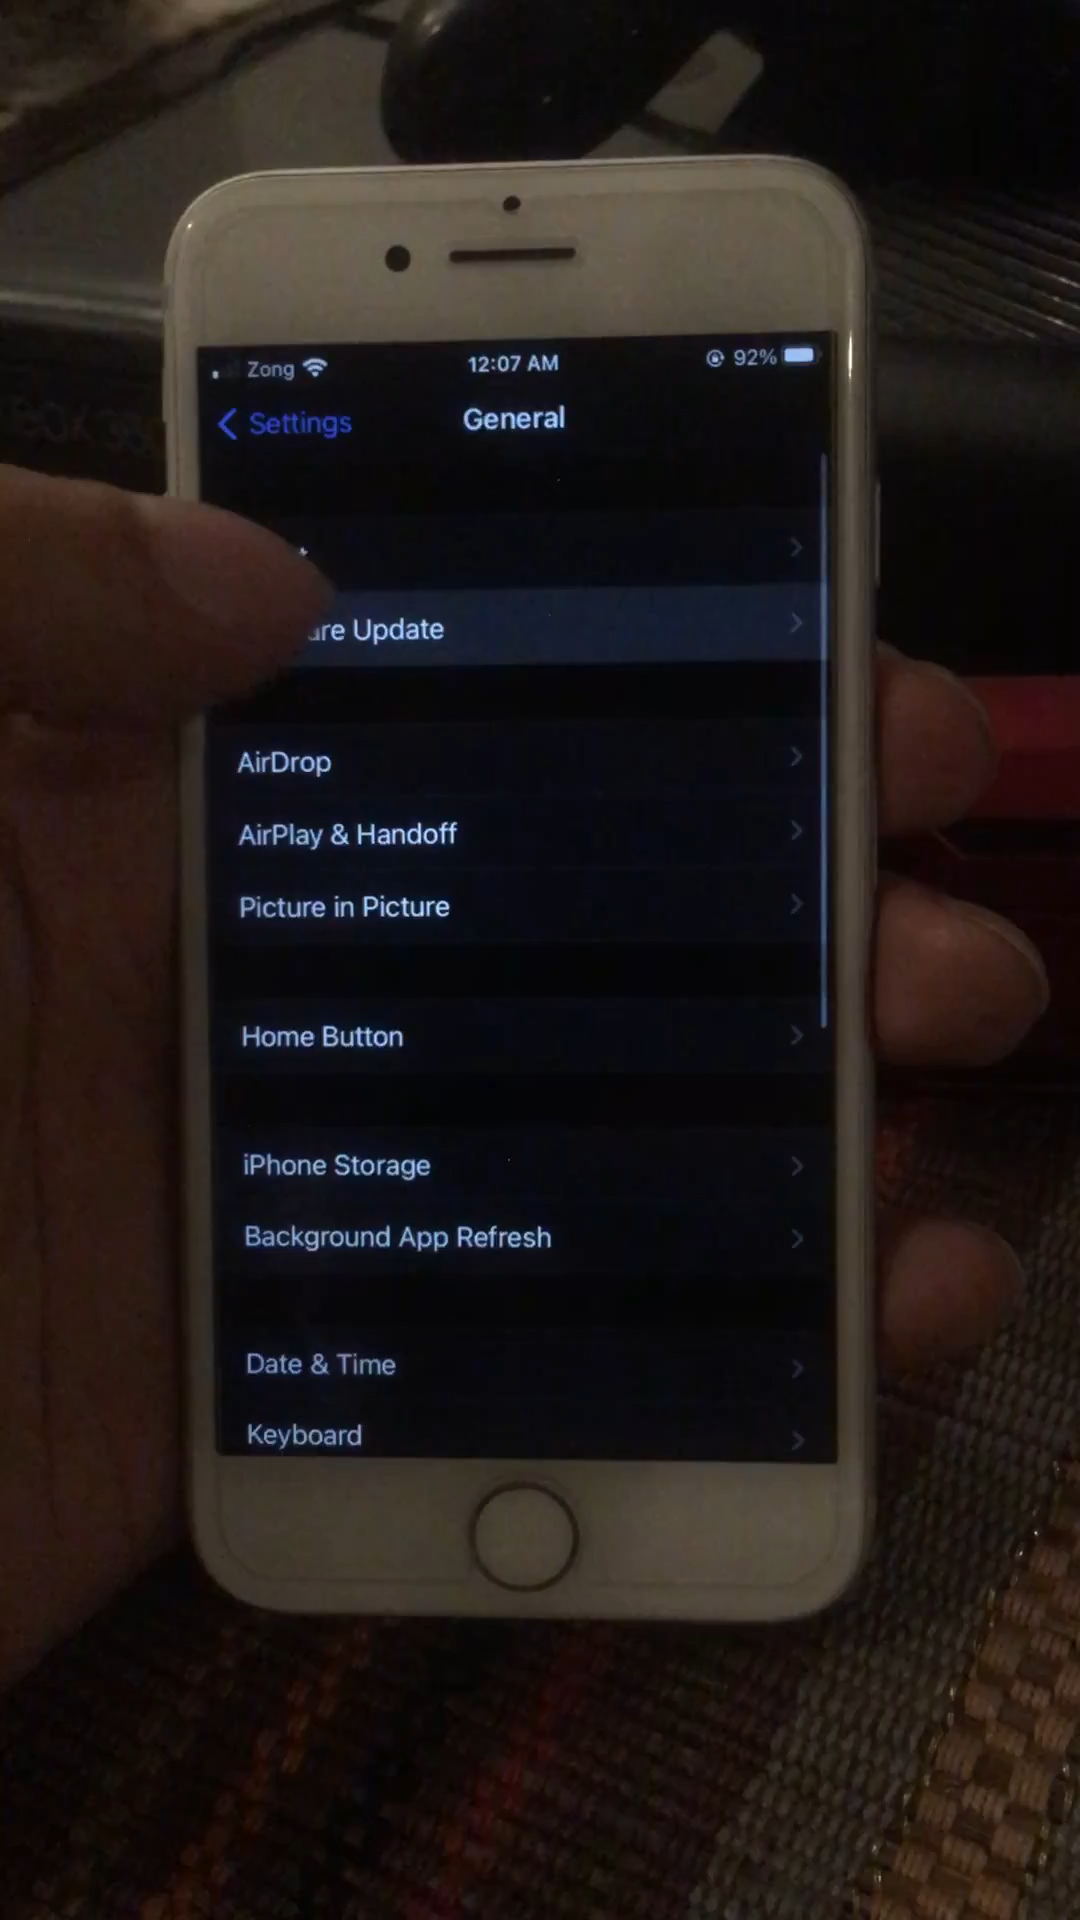 Zong 12:07 AM 92%
Settings General
are Update
AirDrop
AirPlay & Handoff
Picture in Picture
Home Button
iPhone Storage
Background App Refresh
Date & Time
Keyboard